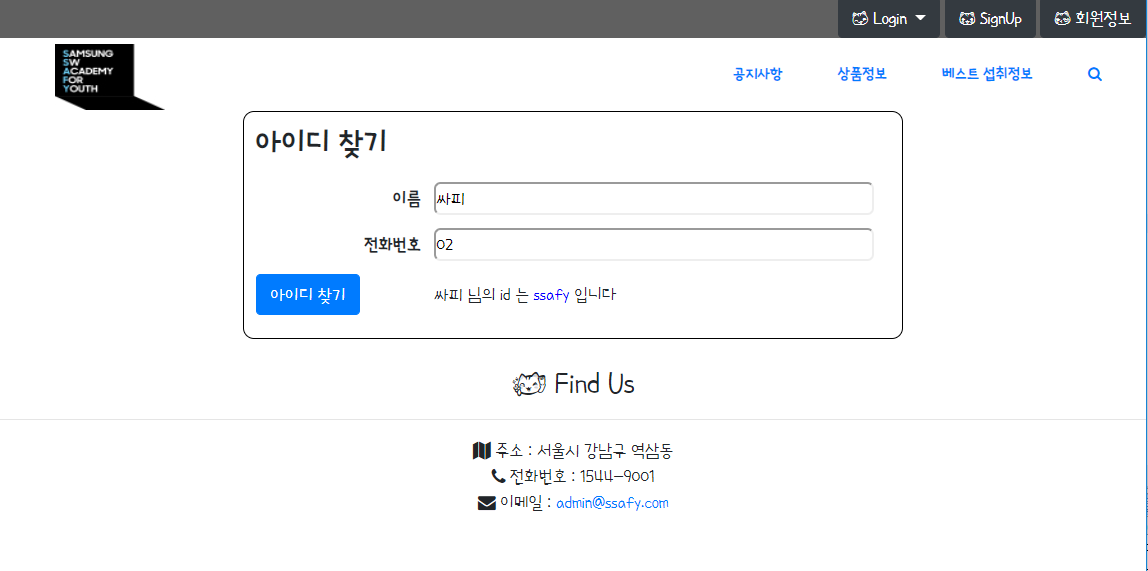 Login SignUp 회원정보
SAMSUNG
SW
ACADEMY
FOR
YOUTH
공지사항 상품정보 베스트 섭취정보
아이디 찾기
이름 싸피
전화번호 02
아이디 찾기 싸피 님의 id 는 ssafy 입니다
Find Us
주소 : 서울시 강남구 역삼동
전화번호 : 1544-9001
이메일 : admin@ssafy.com